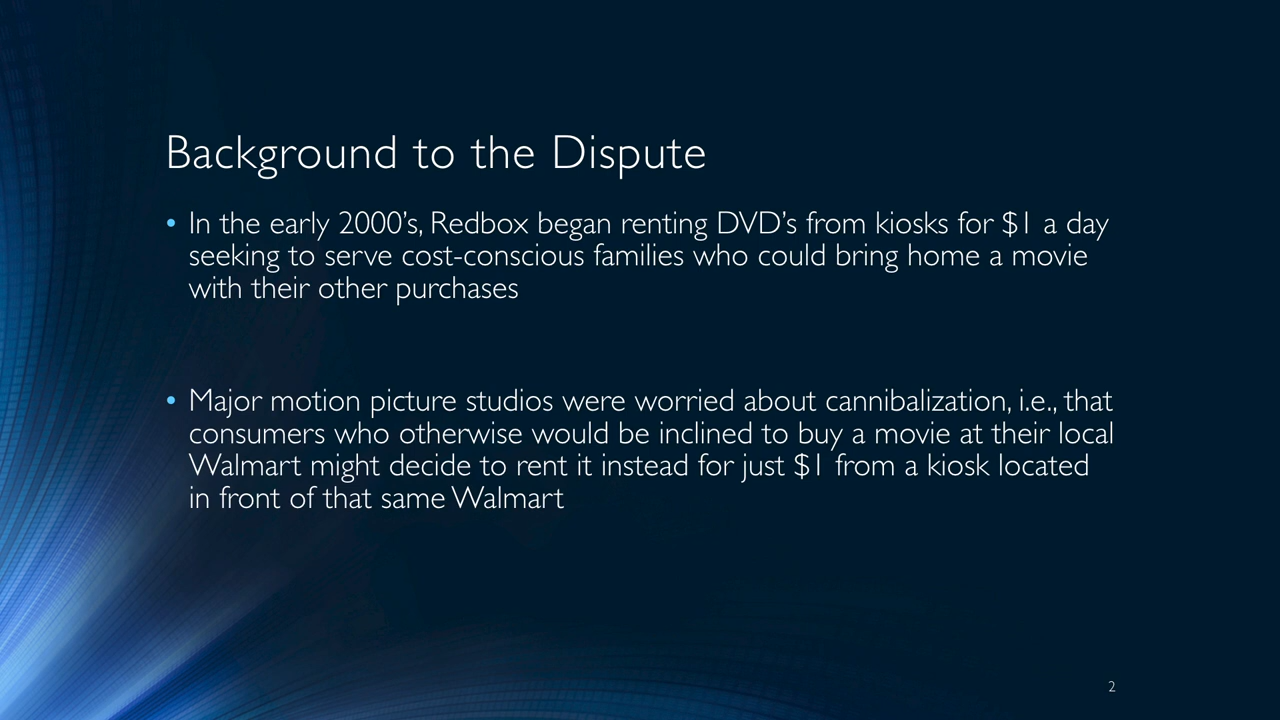 Background to the Dispute
• In the early 2000’s, Redbox began renting DVD’s from kiosks for $1 a day
seeking to serve cost-conscious families who could bring home a movie
with their other purchases
• Major motion picture studios were worried about cannibalization, i.e., that
consumers who otherwise would be inclined to buy a movie at their local
Walmart might decide to rent it instead for just $1 from a kiosk located
in front of that same Walmart
2